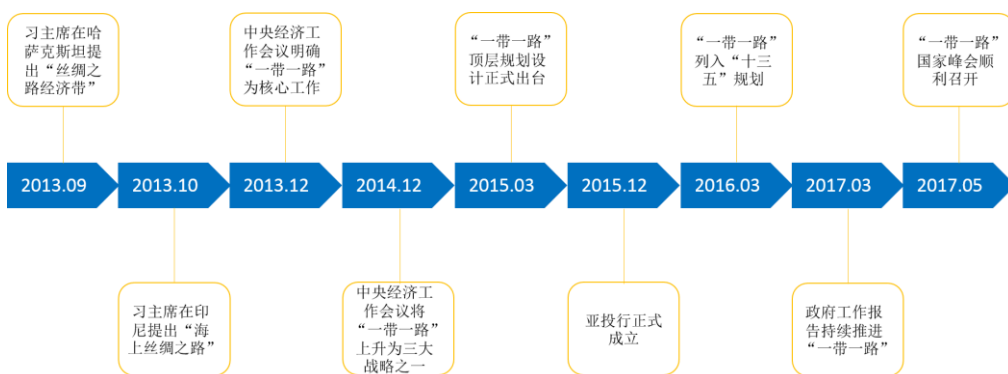 习主席在哈
萨克斯坦提
出“丝绸之
路经济带”
中央经济工
作会议明确
“一带一路”
为核心工作
“一带一路”
顶层规划设
计正式出台
“一带一路”
列入“十三
五”规划
“一带一路”
国家峰会顺
利召开
2013.09
2013.10
2013.12
2014.12
2015.03
2015.12
2016.03
2017.03
2017.05
习主席在印
尼提出“海
上丝绸之路”
中央经济工
作会议将
“一带一路”
上升为三大
战略之一
亚投行正式
成立
政府工作报
告持续推进
“一带一路”